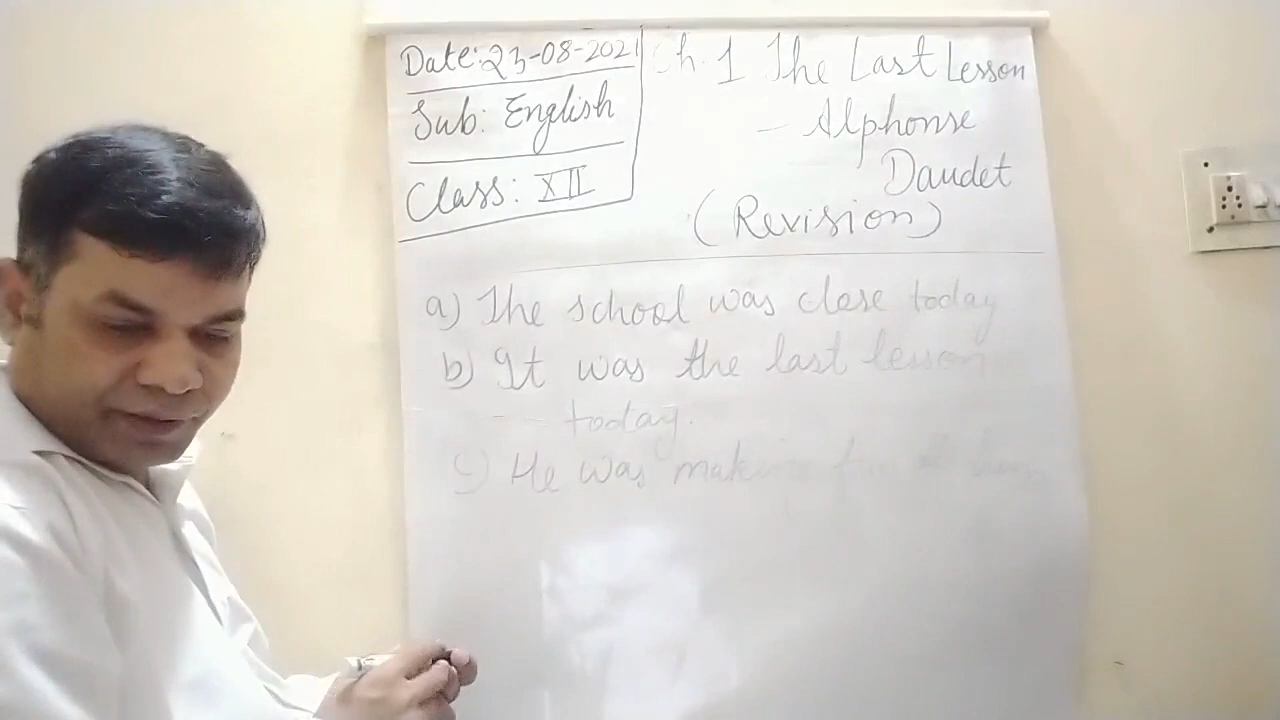 Date: 23-08-2021
Sub: English
Class: XII
Ch. 1 The Last Lesson
- Alphonse
Daudet
(Revision)
a) The school was close today
b) It was the last lesson
today.
c) He was making fun